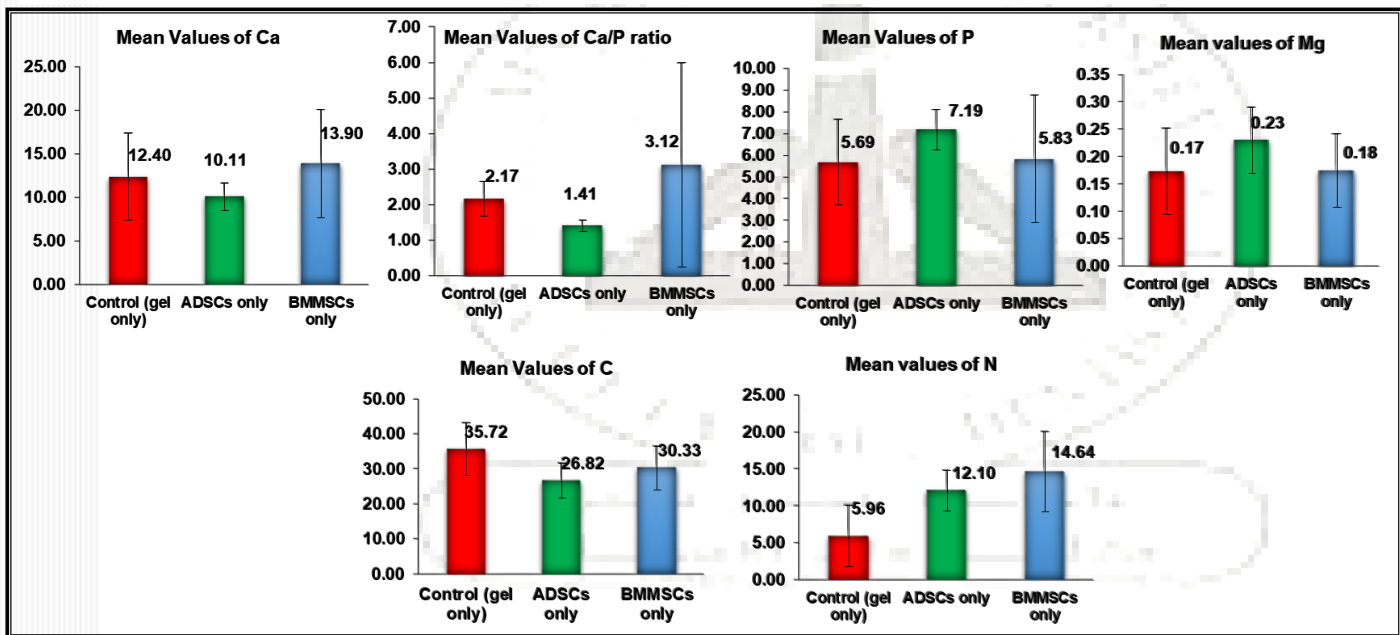 Mean Values of Ca
25.00
20.00
15.00
10.00
5.00
0.00
12.40
10.11
13.90
Control (gel
only)
ADSCs only
BMMSCs
only
Mean Values of Ca/P ratio
7.00
6.00
5.00
4.00
3.00
2.00
1.00
0.00
2.17
1.41
3.12
Control (gel
only)
ADSCs
only
BMMSCs
only
Mean Values of P
10.00
9.00
8.00
7.00
6.00
5.00
4.00
3.00
2.00
1.00
0.00
5.69
7.19
5.83
Control (gel
only)
ADSCs only
BMMSCs
only
Mean values of Mg
0.35
0.30
0.25
0.20
0.15
0.10
0.05
0.00
0.17
0.23
0.18
Control (gel
only)
ADSCs
only
BMMSCs
only
Mean Values of C
50.00
40.00
30.00
20.00
10.00
0.00
35.72
26.82
30.33
Control (gel
only)
ADSCs
only
BMMSCs
only
Mean values of N
25.00
20.00
15.00
10.00
5.00
0.00
5.96
12.10
14.64
Control (gel
only)
ADSCs only
BMMSCs
only